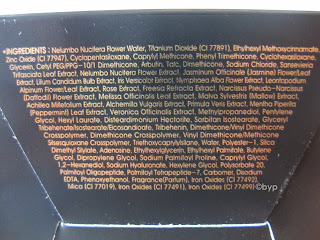 •INGREDIENTS : Nelumbo Nucifera Flower Water, Titanium Dioxide (CI 77891), Ethylhexyl Methoxycinnamate,
Zinc Oxide (CI 77947), Cyclopentasiloxane, Caprylyl Methicone, Phenyl Trimethicone, Cyclohexasiloxane,
Glycerin, Cetyl PEG/PPG-10/1 Dimethicone, Arbutin, Talc, Dimethicone, Sodium Chloride, Sansevieria
Trifasciata Leaf Extract, Nelumbo Nucifera Flower Extract, Jasminum Officinale (Jasmine) Flower/Leaf
Extract, Lilium Candidum Bulb Extract, Iris Versicolor Extract, Nymphaea Alba Flower Extract, Leontopodium
Alpinum Flower/Leaf Extract, Rose Extract, Freesia Refracta Extract, Narcissus Pseudo-Narcissus
(Daffodil) Flower Extract, Melissa Officinalis Leaf Extract, Malva Sylvestris (Mallow) Extract,
Achillea Millefolium Extract, Alchemilla Vulgaris Extract, Primula Veris Extract, Mentha Piperita
(Peppermint) Leaf Extract, Veronica Officinalis Extract, Methylpropanediol, Pentylene
Glycol, Hexyl Laurate, Disteardimonium Hectorite, Sorbitan Isostearate, Glyceryl
Tribehenate/Isostearate/Eicosandioate, Tribehenin, Dimethicone/Vinyl Dimethicone
Crosspolymer, Dimethicone Crosspolymer, Vinyl Dimethicone/Methicone
Silsesquioxane Crosspolymer, Triethoxycaprylylsilane, Water, Polyester-1, Silica
Dimethyl Silylate, Adenosine, Ethylhexylglycerin, Ethylhexyl Palmitate, Butylene
Glycol, Dipropylene Glycol, Sodium Palmitoyl Proline, Caprylyl Glycol,
1,2-Hexanediol, Sodium Hyaluronate, Hexylene Glycol, Polysorbate 20,
Palmitoyl Oligopeptide, Palmitoyl Tetrapeptide-7, Carbomer, Disodium
EDTA, Phenoxyethanol, Fragrance(Parfum), Iron Oxides (CI 77492),
Mica (CI 77019), Iron Oxides (CI 77491), Iron Oxides (CI 77499)
©byp